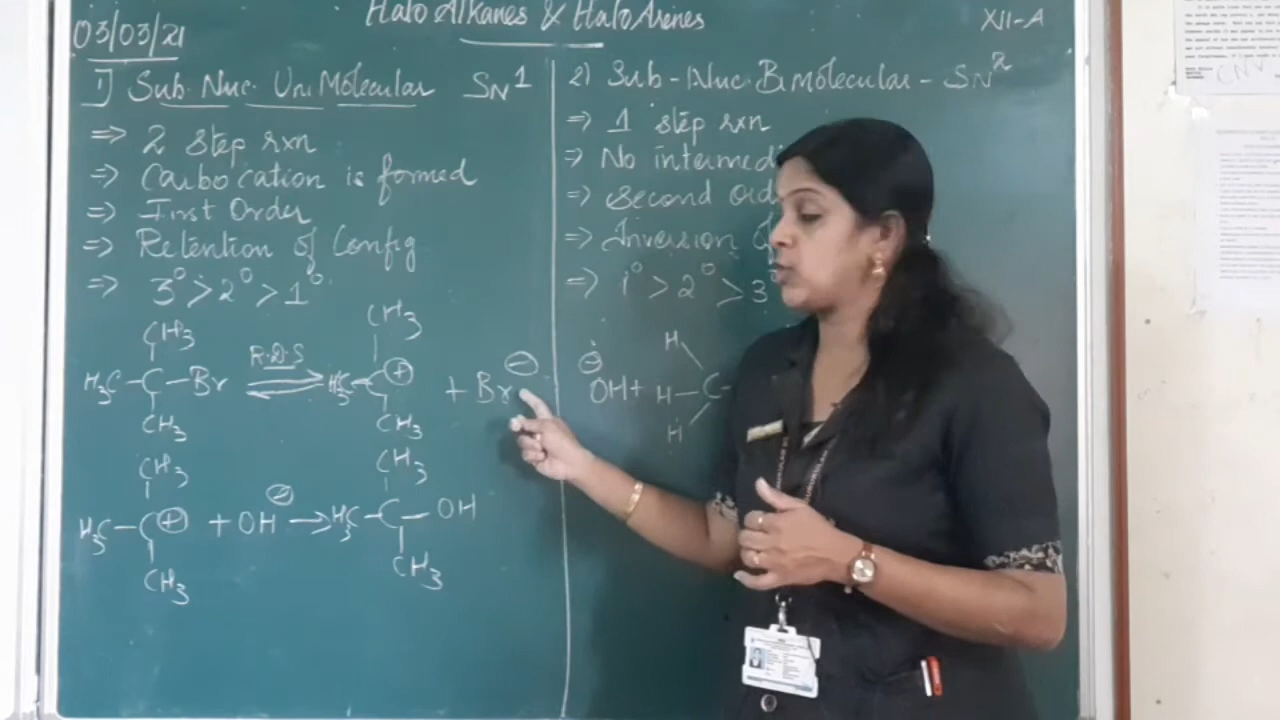 03/03/21
Halo Alkanes & Halo Arenes
XII-A
1) Sub. Nuc. Uni Molecular SN1
⇒ 2 step rxn
⇒ Carbocation is formed
⇒ First Order
⇒ Retention of Config
⇒ 3° > 2° > 1°
CH3
H3C - C - Br
CH3
R.D.S
⇌
CH3
H3C - C⊕
CH3
+ Br⊖
CH3
H3C - C⊕ + OH⊖ →
CH3
CH3
H3C - C - OH
CH3
2) Sub-Nuc. Bi Molecular - SN2
⇒ 1 step rxn
⇒ No intermedi
⇒ Second Ord
⇒ Inversion
⇒ 1° > 2° > 3°
⊖
OH + H - C -
H
H
CNV